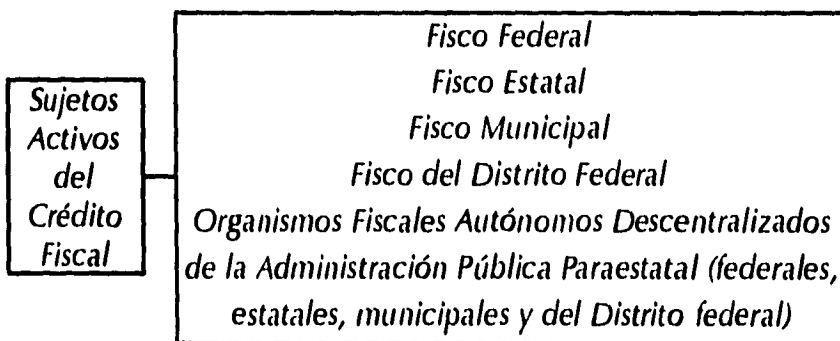 Sujetos
Activos
del
Crédito
Fiscal
Fisco Federal
Fisco Estatal
Fisco Municipal
Fisco del Distrito Federal
Organismos Fiscales Autónomos Descentralizados
de la Administración Pública Paraestatal (federales,
estatales, municipales y del Distrito federal)